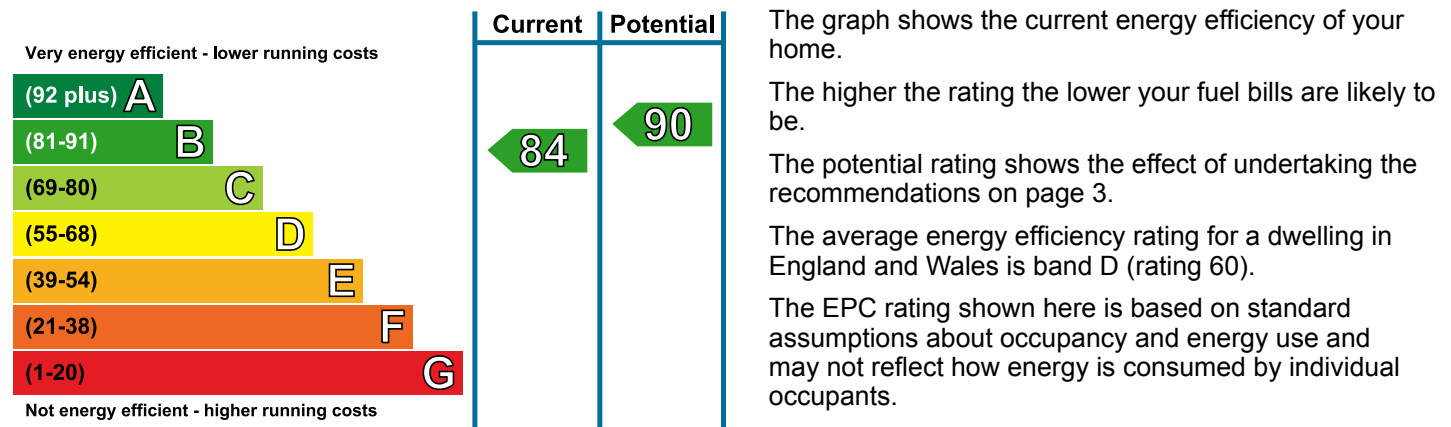 Current Potential
Very energy efficient - lower running costs
(92 plus) A
(81-91) B
(69-80) C
(55-68) D
(39-54) E
(21-38) F
(1-20) G
Not energy efficient - higher running costs
84
90
The graph shows the current energy efficiency of your
home.
The higher the rating the lower your fuel bills are likely to
be.
The potential rating shows the effect of undertaking the
recommendations on page 3.
The average energy efficiency rating for a dwelling in
England and Wales is band D (rating 60).
The EPC rating shown here is based on standard
assumptions about occupancy and energy use and
may not reflect how energy is consumed by individual
occupants.